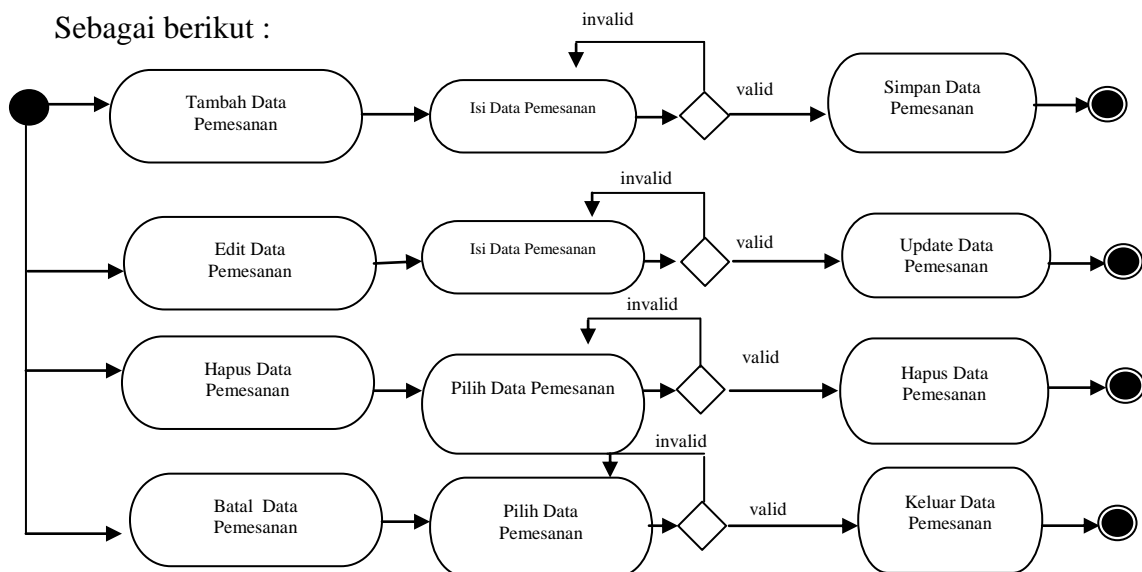 Sebagai berikut :
invalid
Tambah Data
Pemesanan
Isi Data Pemesanan
valid
Simpan Data
Pemesanan
invalid
Edit Data
Pemesanan
Isi Data Pemesanan
valid
Update Data
Pemesanan
invalid
Hapus Data
Pemesanan
Pilih Data Pemesanan
valid
Hapus Data
Pemesanan
invalid
Batal Data
Pemesanan
Pilih Data
Pemesanan
valid
Keluar Data
Pemesanan